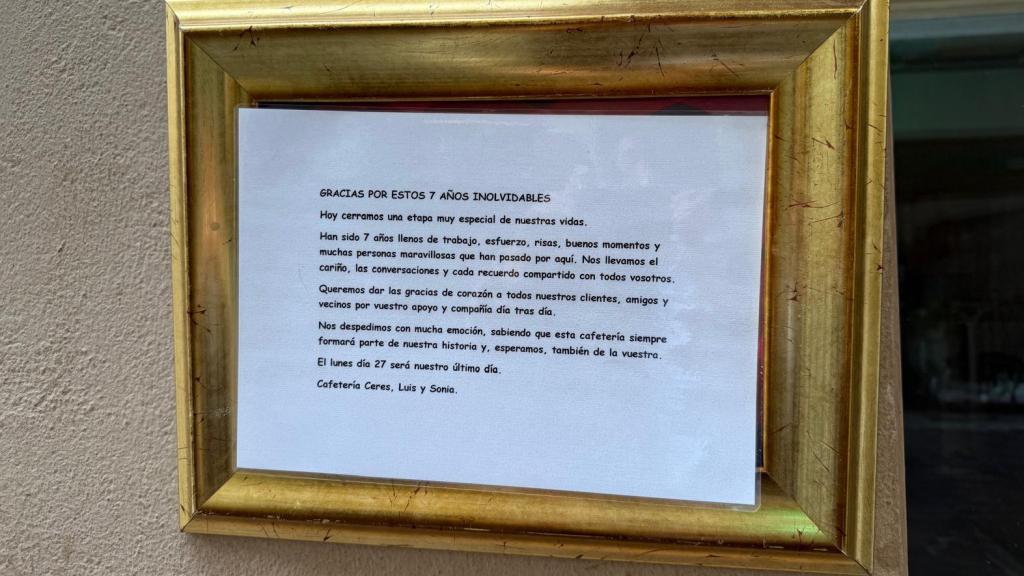 GRACIAS POR ESTOS 7 AÑOS INOLVIDABLES
Hoy cerramos una etapa muy especial de nuestras vidas.
Han sido 7 años llenos de trabajo, esfuerzo, risas, buenos momentos y
muchas personas maravillosas que han pasado por aquí. Nos llevamos el
cariño, las conversaciones y cada recuerdo compartido con todos vosotros.
Queremos dar las gracias de corazón a todos nuestros clientes, amigos y
vecinos por vuestro apoyo y compañía día tras día.
Nos despedimos con mucha emoción, sabiendo que esta cafetería siempre
formará parte de nuestra historia y, esperamos, también de la vuestra.
El lunes día 27 será nuestro último día.
Cafetería Ceres, Luis y Sonia.